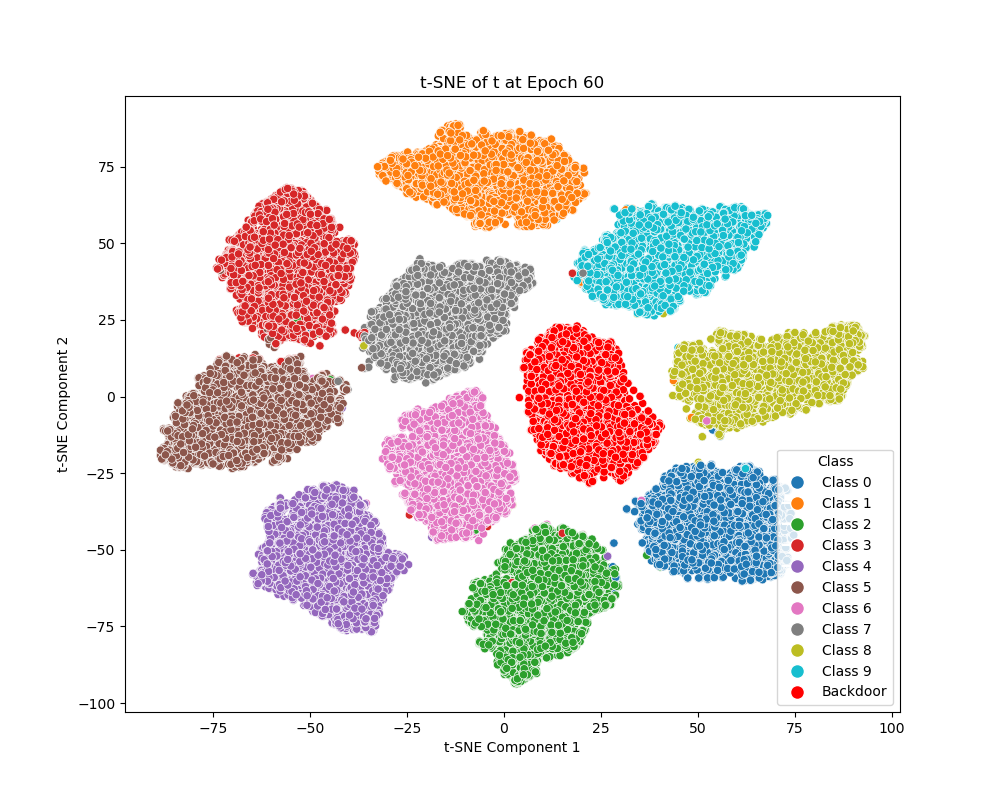 t-SNE of t at Epoch 60
75
50
25
0
−25
−50
−75
−100
t-SNE Component 2
−75
−50
−25
0
25
50
75
100
t-SNE Component 1
Class
Class 0
Class 1
Class 2
Class 3
Class 4
Class 5
Class 6
Class 7
Class 8
Class 9
Backdoor